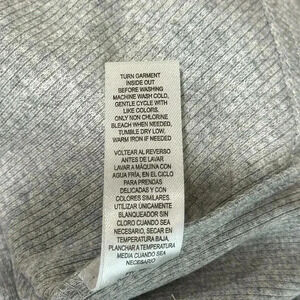 TURN GARMENT
INSIDE OUT
BEFORE WASHING
MACHINE WASH COLD,
GENTLE CYCLE WITH
LIKE COLORS.
ONLY NON CHLORINE
BLEACH WHEN NEEDED,
TUMBLE DRY LOW.
WARM IRON IF NEEDED
VOLTEAR AL REVERSO
ANTES DE LAVAR
LAVAR A MÁQUINA CON
AGUA FRÍA, EN EL CICLO
PARA PRENDAS
DELICADAS Y CON
COLORES SIMILARES.
UTILIZAR ÚNICAMENTE
BLANQUEADOR SIN
CLORO CUANDO SEA
NECESARIO, SECAR EN
TEMPERATURA BAJA.
PLANCHAR A TEMPERATURA
MEDIA CUANDO SEA
NECESARIO